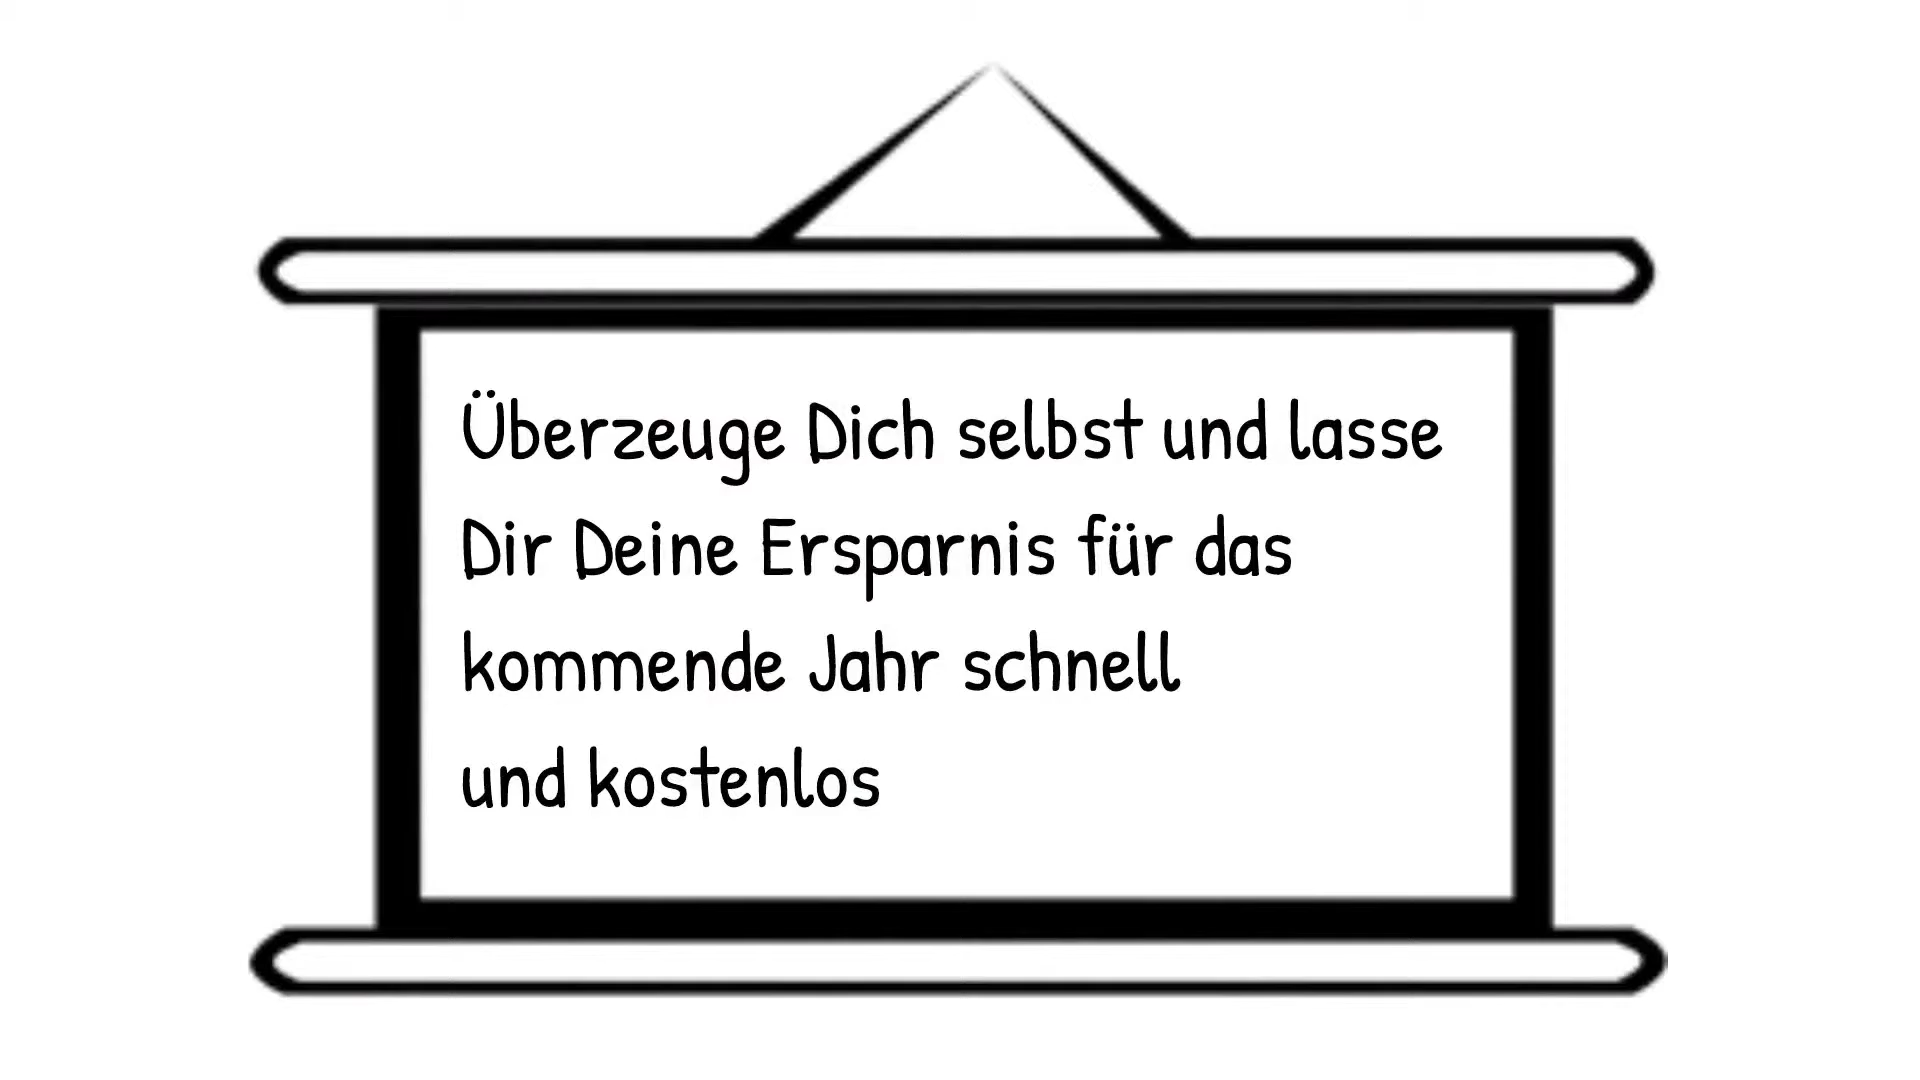 Überzeuge Dich selbst und lasse
Dir Deine Ersparnis für das
kommende Jahr schnell
und kostenlos